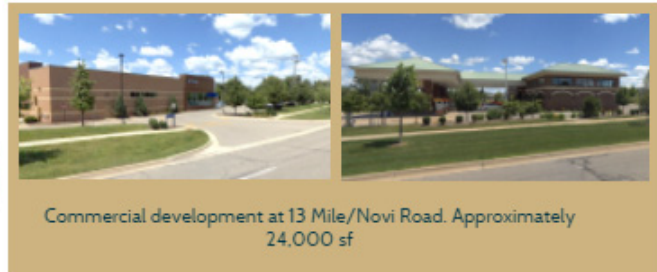 Commercial development at 13 Mile/Novi Road. Approximately
24,000 sf